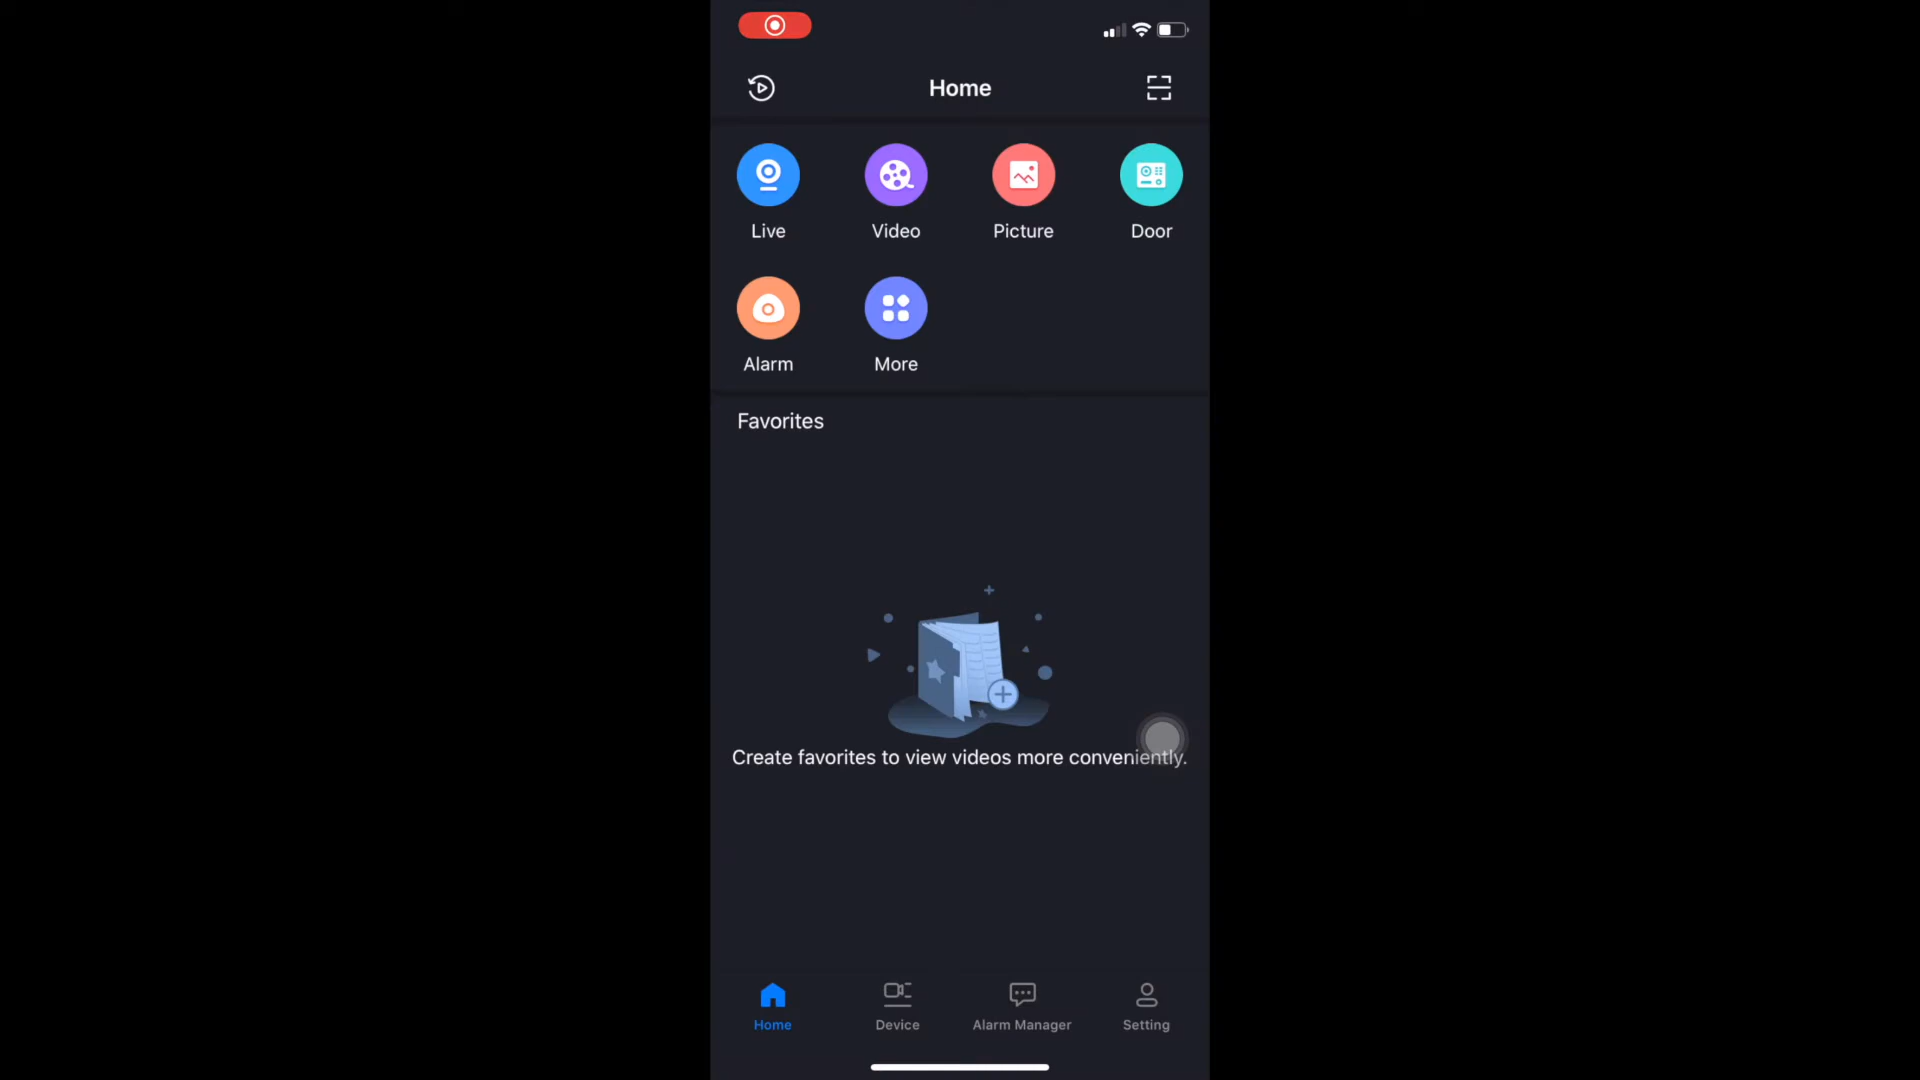 Home
Live
Video
Picture
Door
Alarm
More
Favorites
Create favorites to view videos more conveniently.
Home
Device
Alarm Manager
Setting